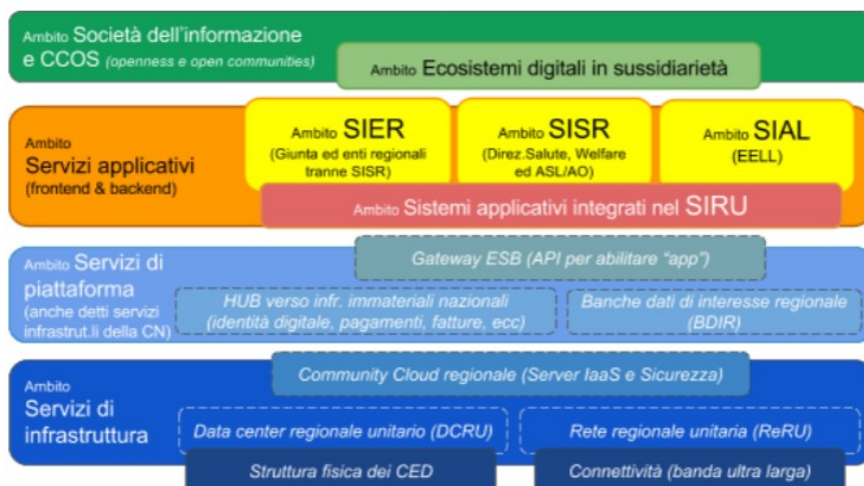 Ambito Società dell'informazione
e CCOS (openness e open communities)
Ambito Ecosistemi digitali in sussidiarietà
Ambito
Servizi applicativi
(frontend & backend)
Ambito SIER
(Giunta ed enti regionali
tranne SISR)
Ambito SISR
(Direz.Salute, Welfare
ed ASL/AO)
Ambito SIAL
(EELL)
Ambito Sistemi applicativi integrati nel SIRU
Ambito Servizi di
piattaforma
(anche detti servizi
infrastrut.li della CN)
Gateway ESB (API per abilitare "app")
HUB verso infr. immateriali nazionali
(identità digitale, pagamenti, fatture, ecc)
Banche dati di interesse regionale
(BDIR)
Ambito
Servizi di
infrastruttura
Community Cloud regionale (Server IaaS e Sicurezza)
Data center regionale unitario (DCRU)
Rete regionale unitaria (ReRU)
Struttura fisica dei CED
Connettività (banda ultra larga)